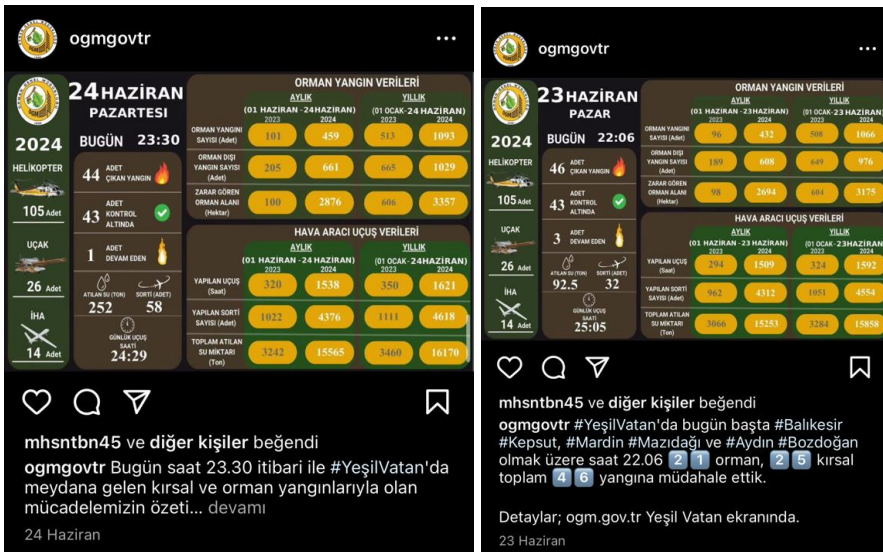 ogmgovtr
24 HAZİRAN
PAZARTESİ
2024
BUGÜN 23:30
HELİKOPTER
105 Adet
UÇAK
26 Adet
İHA
14 Adet
44 ADET
ÇIKAN YANGIN
43 ADET
KONTROL
ALTINDA
1 ADET
DEVAM EDEN
ATILAN SU (TON) SORTİ (ADET)
252 58
GÜNLÜK UÇUŞ
SAATİ
24:29
ORMAN YANGIN VERİLERİ
AYLIK YILLIK
(01 HAZİRAN -24HAZİRAN) (01 OCAK- 24 HAZİRAN)
2023 2024 2023 2024
ORMAN YANGINI
SAYISI (Adet) 101 459 513 1093
ORMAN DIŞI
YANGIN SAYISI
(Adet) 205 661 665 1029
ZARAR GÖREN
ORMAN ALANI
(Hektar) 100 2876 606 3357
HAVA ARACI UÇUŞ VERİLERİ
AYLIK YILLIK
(01 HAZİRAN -24 HAZİRAN) (01 OCAK-24HAZİRAN)
2023 2024 2023 2024
YAPILAN UÇUŞ
(Saat) 320 1538 350 1621
YAPILAN SORTİ
SAYISI (Adet) 1022 4376 1111 4618
TOPLAM ATILAN
SU MİKTARI
(Ton) 3242 15565 3460 16170
mhsntbn45 ve diğer kişiler beğendi
ogmgovtr Bugün saat 23.30 itibari ile #YeşilVatan'da
meydana gelen kırsal ve orman yangınlarıyla olan
mücadelemizin özeti... devamı
24 Haziran
ogmgovtr
23 HAZİRAN
PAZAR
2024
BUGÜN 22:06
HELİKOPTER
105 Adet
UÇAK
26 Adet
İHA
14 Adet
46 ADET
ÇIKAN YANGIN
43 ADET
KONTROL
ALTINDA
3 ADET
DEVAM EDEN
ATILAN SU (TON) SORTİ (ADET)
92.5 32
GÜNLÜK UÇUŞ
SAATİ
25:05
ORMAN YANGIN VERİLERİ
AYLIK YILLIK
(01 HAZİRAN -23HAZİRAN) (01 OCAK- 23 HAZİRAN)
2023 2024 2023 2024
ORMAN YANGINI
SAYISI (Adet) 96 432 508 1066
ORMAN DIŞI
YANGIN SAYISI
(Adet) 189 608 649 976
ZARAR GÖREN
ORMAN ALANI
(Hektar) 98 2694 604 3175
HAVA ARACI UÇUŞ VERİLERİ
AYLIK YILLIK
(01 HAZİRAN -23 HAZİRAN) (01 OCAK-23HAZİRAN)
2023 2024 2023 2024
YAPILAN UÇUŞ
(Saat) 294 1509 324 1592
YAPILAN SORTİ
SAYISI (Adet) 962 4312 1051 4554
TOPLAM ATILAN
SU MİKTARI
(Ton) 3066 15253 3284 15858
mhsntbn45 ve diğer kişiler beğendi
ogmgovtr #YeşilVatan'da bugün başta #Balıkesir
#Kepsut, #Mardin #Mazıdağı ve #Aydın #Bozdoğan
olmak üzere saat 22.06 2️⃣1️⃣ orman, 2️⃣5️⃣ kırsal
toplam 4️⃣6️⃣ yangına müdahale ettik.
Detaylar; ogm.gov.tr Yeşil Vatan ekranında.
23 Haziran